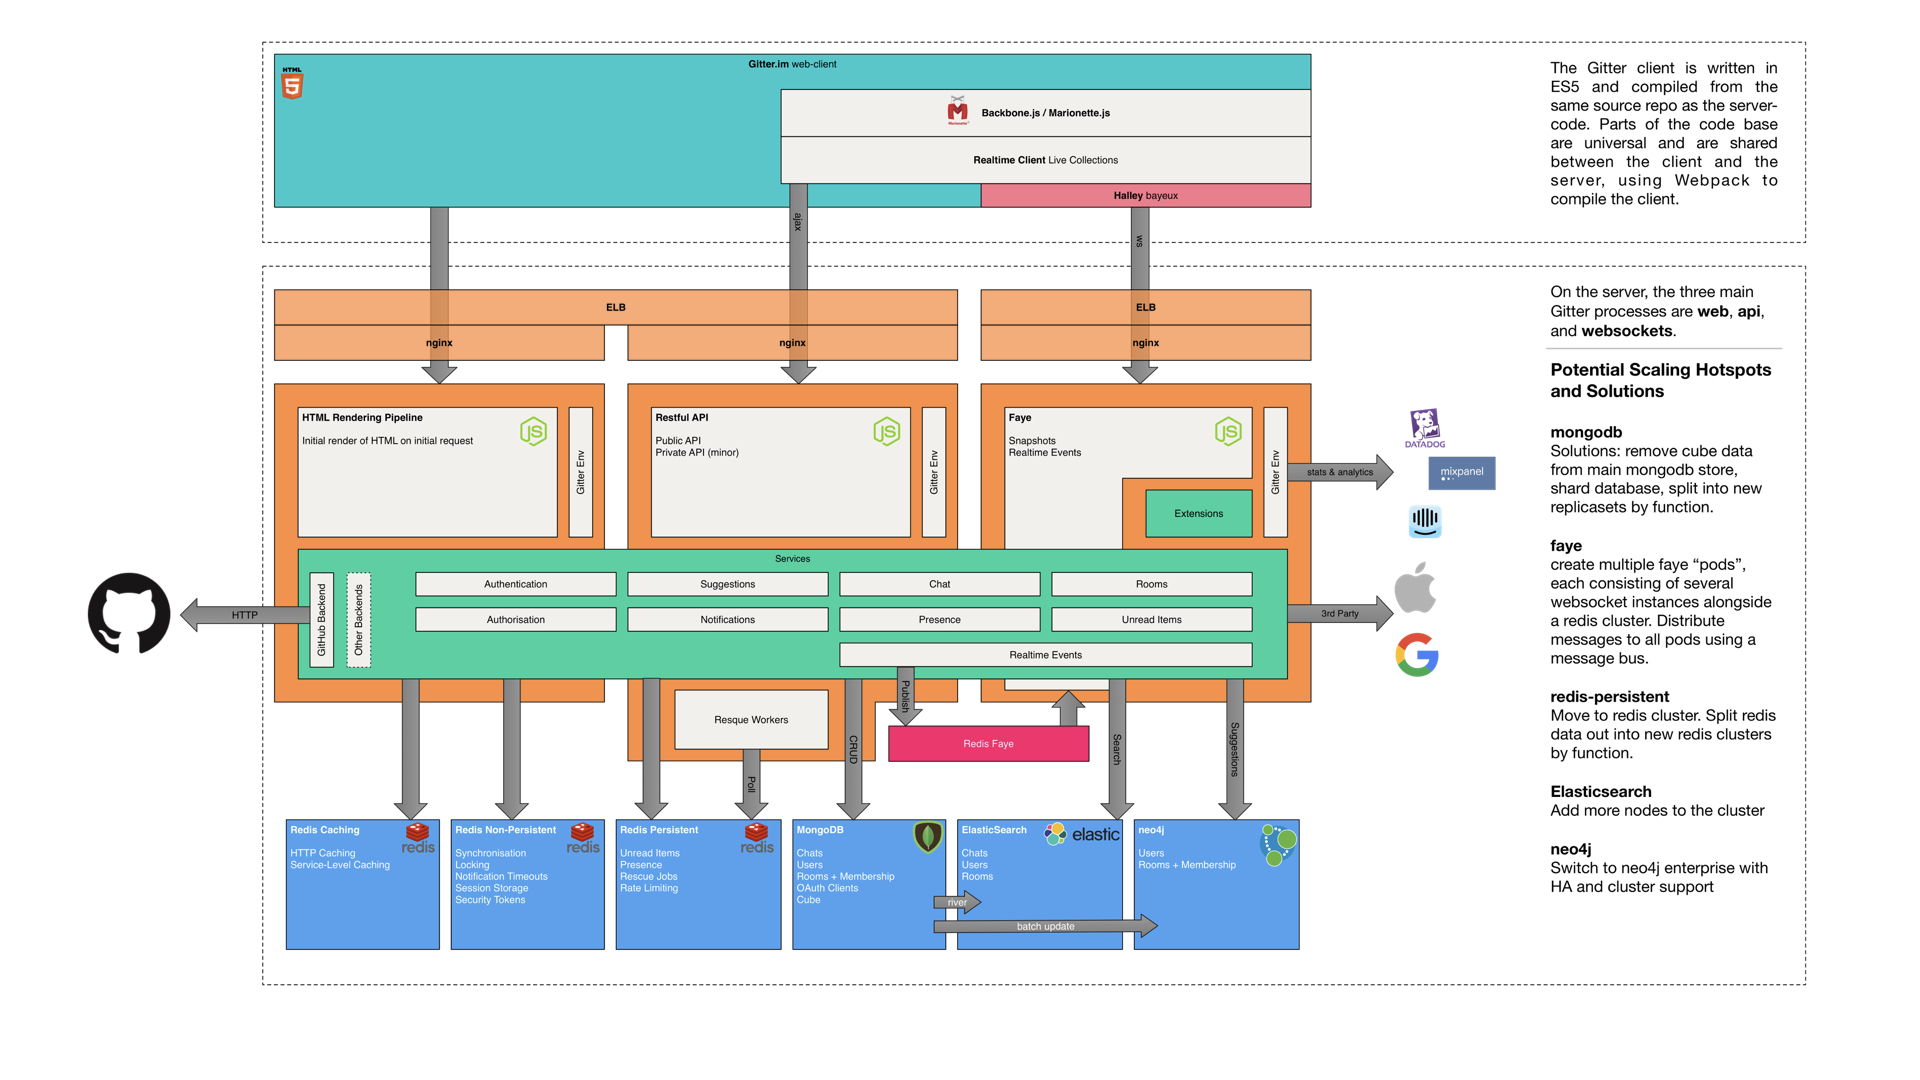 HTML
5
Gitter.im web-client
Marionette
Backbone.js / Marionette.js
Realtime Client Live Collections
Halley bayeux
ajax
ws
The Gitter client is written in
ES5 and compiled from the
same source repo as the server-
code. Parts of the code base
are universal and are shared
between the client and the
server, using Webpack to
compile the client.
ELB
ELB
nginx
nginx
nginx
HTML Rendering Pipeline
Initial render of HTML on initial request
JS
Gitter Env
Restful API
Public API
Private API (minor)
JS
Gitter Env
Faye
Snapshots
Realtime Events
JS
Extensions
Gitter Env
stats & analytics
DATADOG
mixpanel
Services
GitHub Backend
Other Backends
Authentication
Suggestions
Chat
Rooms
Authorisation
Notifications
Presence
Unread Items
Realtime Events
HTTP
3rd Party
Resque Workers
Publish
Redis Faye
Poll
CRUD
Search
Suggestions
Redis Caching
HTTP Caching
Service-Level Caching
redis
Redis Non-Persistent
Synchronisation
Locking
Notification Timeouts
Session Storage
Security Tokens
redis
Redis Persistent
Unread Items
Presence
Rescue Jobs
Rate Limiting
redis
MongoDB
Chats
Users
Rooms + Membership
OAuth Clients
Cube
river
batch update
ElasticSearch
Chats
Users
Rooms
elastic
neo4j
Users
Rooms + Membership
On the server, the three main
Gitter processes are web, api,
and websockets.
Potential Scaling Hotspots
and Solutions
mongodb
Solutions: remove cube data
from main mongodb store,
shard database, split into new
replicasets by function.
faye
create multiple faye “pods”,
each consisting of several
websocket instances alongside
a redis cluster. Distribute
messages to all pods using a
message bus.
redis-persistent
Move to redis cluster. Split redis
data out into new redis clusters
by function.
Elasticsearch
Add more nodes to the cluster
neo4j
Switch to neo4j enterprise with
HA and cluster support